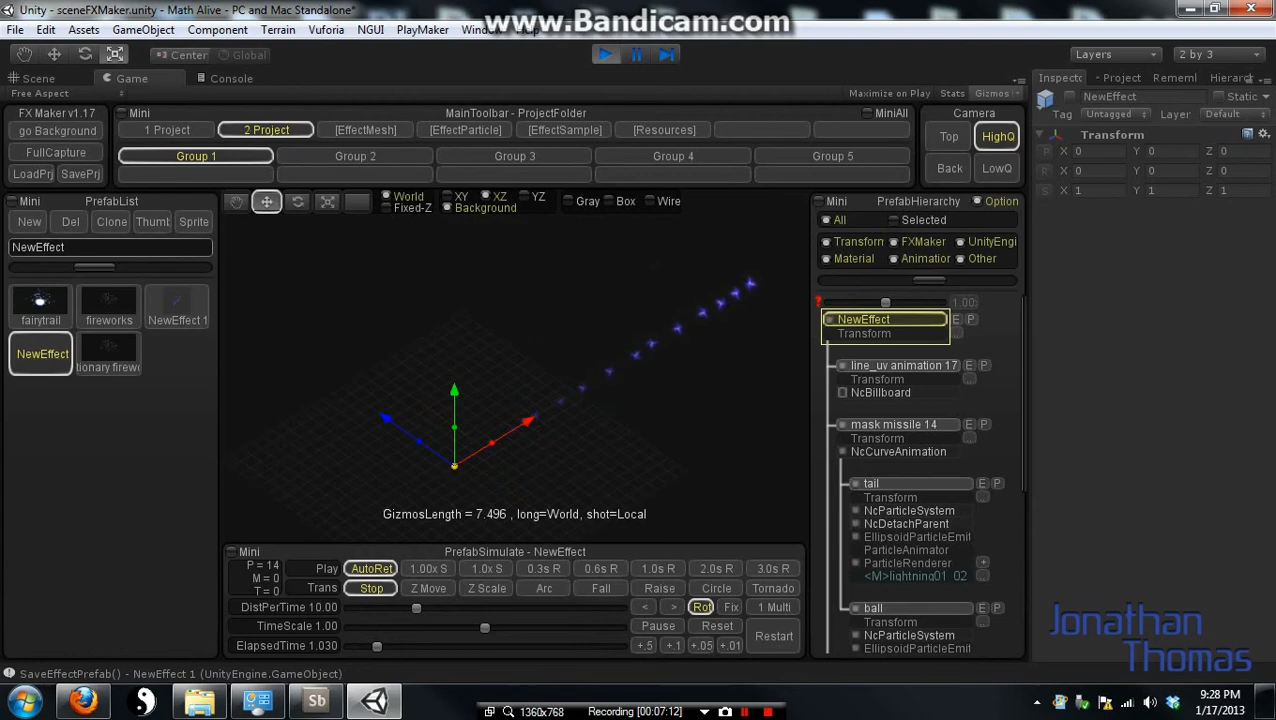 Unity - sceneFXMaker.unity - Math Alive - PC and Mac Standalone*
www.Bandicam.com
File Edit Assets GameObject Component Terrain Vuforia NGUI PlayMaker Window Help
Center Global Layers 2 by 3
Scene Game Console Inspecto Project Rememl Hierarc
Free Aspect Maximize on Play Stats Gizmos NewEffect Static
Tag Untagged Layer Default
FX Maker v1.17 Mini MainToolbar - ProjectFolder MiniAll Camera
go Background 1 Project 2 Project [EffectMesh] [EffectParticle] [EffectSample] [Resources] Top HighQ
Transform
FullCapture Group 1 Group 2 Group 3 Group 4 Group 5
P X 0 Y 0 Z 0
LoadPrj SavePrj Back LowQ
R X 0 Y 0 Z 0
S X 1 Y 1 Z 1
Mini PrefabList World XY XZ YZ Gray Box Wire Mini PrefabHierarchy Option
Fixed-Z Background
New Del Clone Thumb Sprite All Selected
NewEffect Transform FXMaker UnityEngi
Material Animation Other
1.00
fairytrail fireworks NewEffect 1
NewEffect E P
Transform
NewEffect tionary firew
line_uv animation 17 E P
Transform
NcBillboard
mask missile 14 E P
Transform
NcCurveAnimation
tail E P
Transform
NcParticleSystem
NcDetachParent
EllipsoidParticleEmit
ParticleAnimator
ParticleRenderer
<M>lightning01_02
ball E P
Transform
NcParticleSystem
EllipsoidParticleEmit
GizmosLength = 7.496 , long=World, shot=Local
Mini PrefabSimulate - NewEffect
P = 14 Play AutoRet 1.00x S 1.0x S 0.3s R 0.6s R 1.0s R 2.0s R 3.0s R
M = 0
T = 0 Trans Stop Z Move Z Scale Arc Fall Raise Circle Tornado
DistPerTime 10.00 < > Rot Fix 1 Multi
TimeScale 1.00 Pause Reset Restart
ElapsedTime 1.030 +.5 +.1 +.05 +.01
Jonathan
Thomas
SaveEffectPrefab() - NewEffect 1 (UnityEngine.GameObject)
Sb
9:28 PM
1/17/2013
1360x768 Recording [00:07:12]